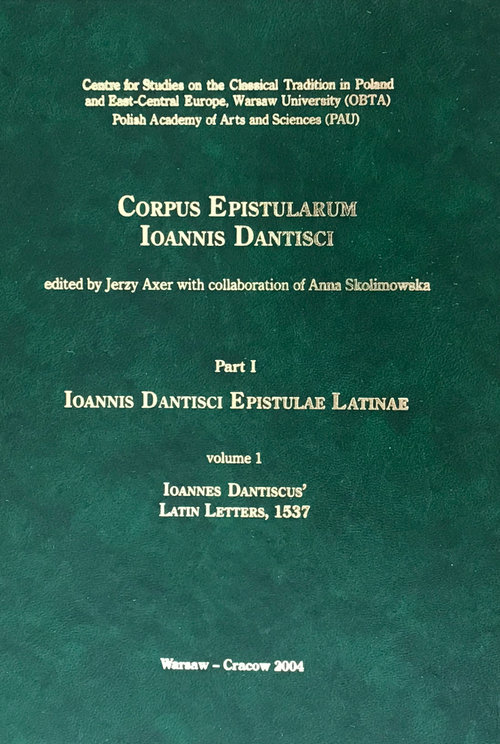 Centre for Studies on the Classical Tradition in Poland
and East-Central Europe, Warsaw University (OBTA)
Polish Academy of Arts and Sciences (PAU)
CORPUS EPISTULARUM
IOANNIS DANTISCI
edited by Jerzy Axer with collaboration of Anna Skolimowska
Part I
IOANNIS DANTISCI EPISTULAE LATINAE
volume 1
IOANNES DANTISCUS’
LATIN LETTERS, 1537
Warsaw – Cracow 2004